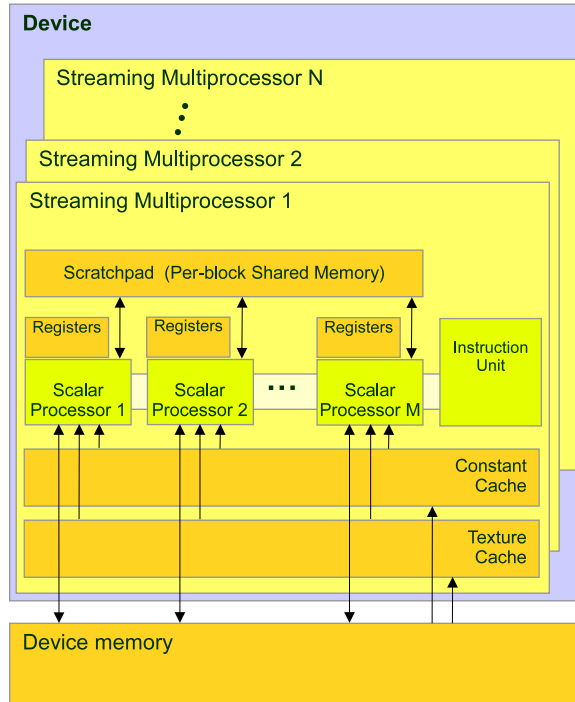 Device
Streaming Multiprocessor N
Streaming Multiprocessor 2
Streaming Multiprocessor 1
Scratchpad (Per-block Shared Memory)
Registers
Registers
Registers
Instruction
Unit
Scalar
Processor 1
Scalar
Processor 2
...
Scalar
Processor M
Constant
Cache
Texture
Cache
Device memory